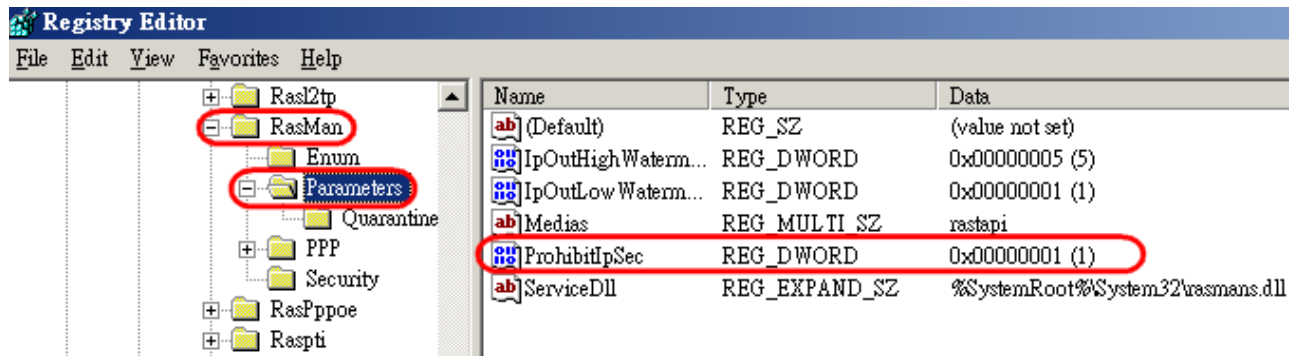 Registry Editor
File Edit View Favorites Help
Rasl2tp
RasMan
Enum
Parameters
Quarantine
PPP
Security
RasPppoe
Raspti
Name Type Data
(Default) REG_SZ (value not set)
IpOutHighWaterm... REG_DWORD 0x00000005 (5)
IpOutLowWaterm... REG_DWORD 0x00000001 (1)
Medias REG_MULTI_SZ rastapi
ProhibitIpSec REG_DWORD 0x00000001 (1)
ServiceDll REG_EXPAND_SZ %SystemRoot%\System32\rasmans.dll